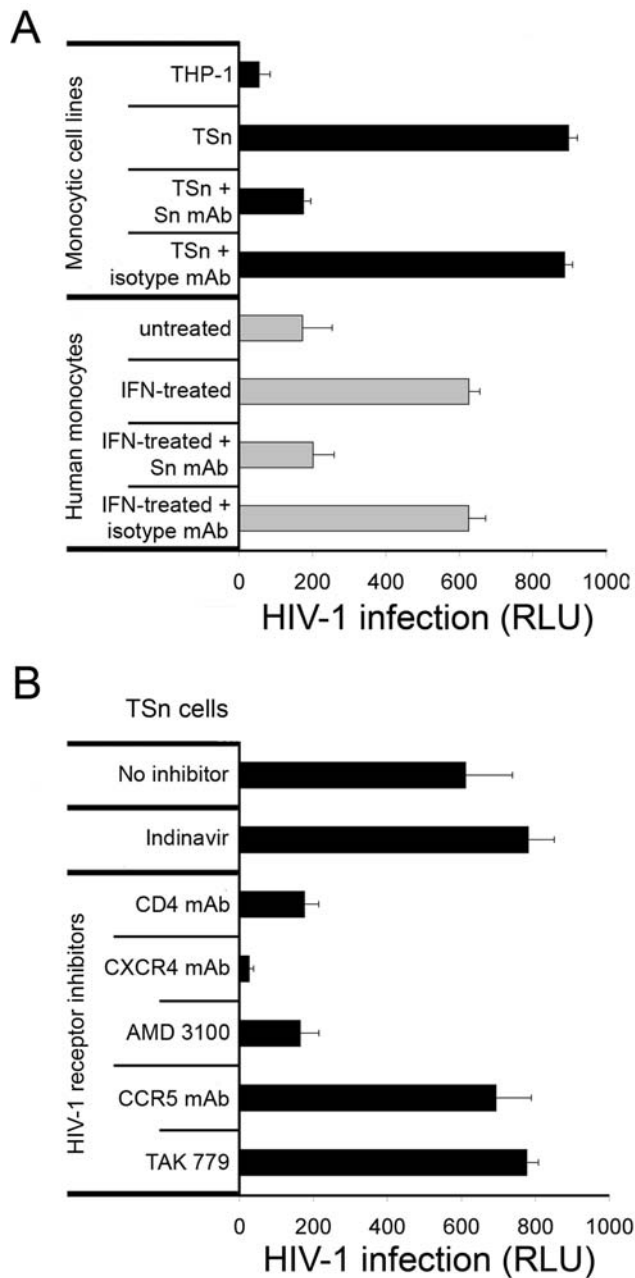 A
Monocytic cell lines
THP-1
TSn
TSn +
Sn mAb
TSn +
isotype mAb
Human monocytes
untreated
IFN-treated
IFN-treated +
Sn mAb
IFN-treated +
isotype mAb
0 200 400 600 800 1000
HIV-1 infection (RLU)
B
TSn cells
No inhibitor
Indinavir
HIV-1 receptor inhibitors
CD4 mAb
CXCR4 mAb
AMD 3100
CCR5 mAb
TAK 779
0 200 400 600 800 1000
HIV-1 infection (RLU)